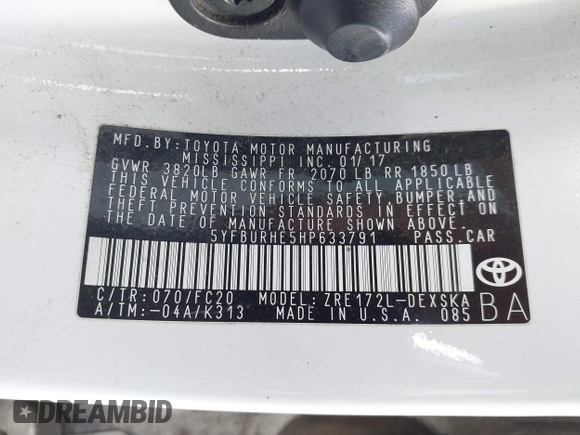 MFD.BY:TOYOTA MOTOR MANUFACTURING
MISSISSIPPI INC. 01/17
GVWR 3820LB GAWR FR 2070 LB RR 1850 LB
THIS VEHICLE CONFORMS TO ALL APPLICABLE
FEDERAL MOTOR VEHICLE SAFETY,BUMPER,AND
THEFT PREVENTION STANDARDS IN EFFECT ON
THE DATE OF MANUFACTURE SHOWN ABOVE.
5YFBURHE5HP633791 PASS.CAR
TOYOTA
C/TR: 070/FC20 MODEL: ZRE172L-DEXSKA
A/TM:-04A/K313 MADE IN U.S.A. 085 BA
DREAMBID